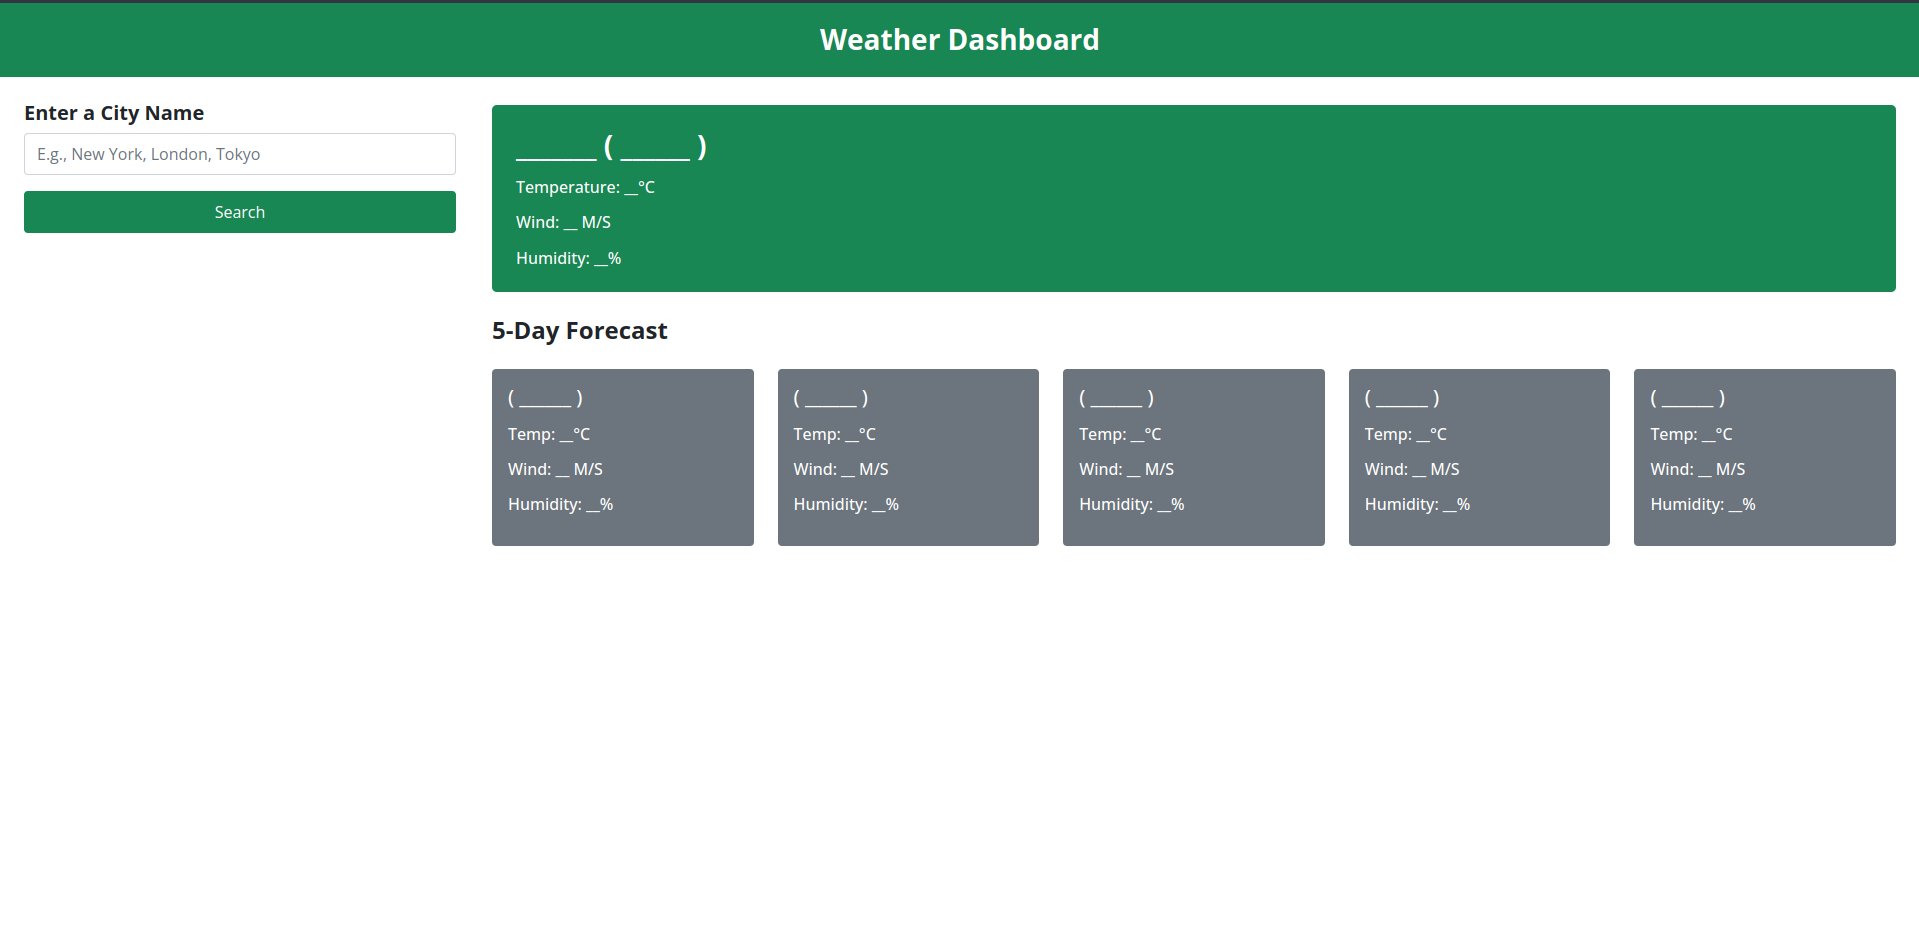 Weather Dashboard
Enter a City Name
E.g., New York, London, Tokyo
Search
______ ( ______ )
Temperature: __°C
Wind: __ M/S
Humidity: __%
5-Day Forecast
( ______ )
Temp: __°C
Wind: __ M/S
Humidity: __%
( ______ )
Temp: __°C
Wind: __ M/S
Humidity: __%
( ______ )
Temp: __°C
Wind: __ M/S
Humidity: __%
( ______ )
Temp: __°C
Wind: __ M/S
Humidity: __%
( ______ )
Temp: __°C
Wind: __ M/S
Humidity: __%